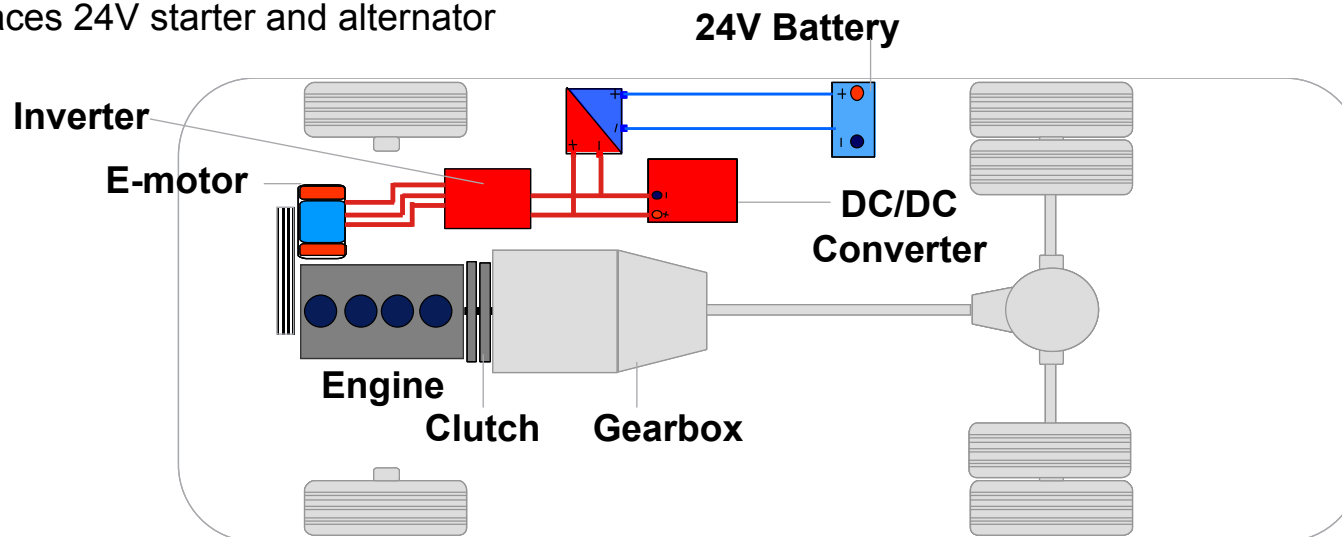 aces 24V starter and alternator
24V Battery
Inverter
E-motor
DC/DC
Converter
Engine
Clutch
Gearbox